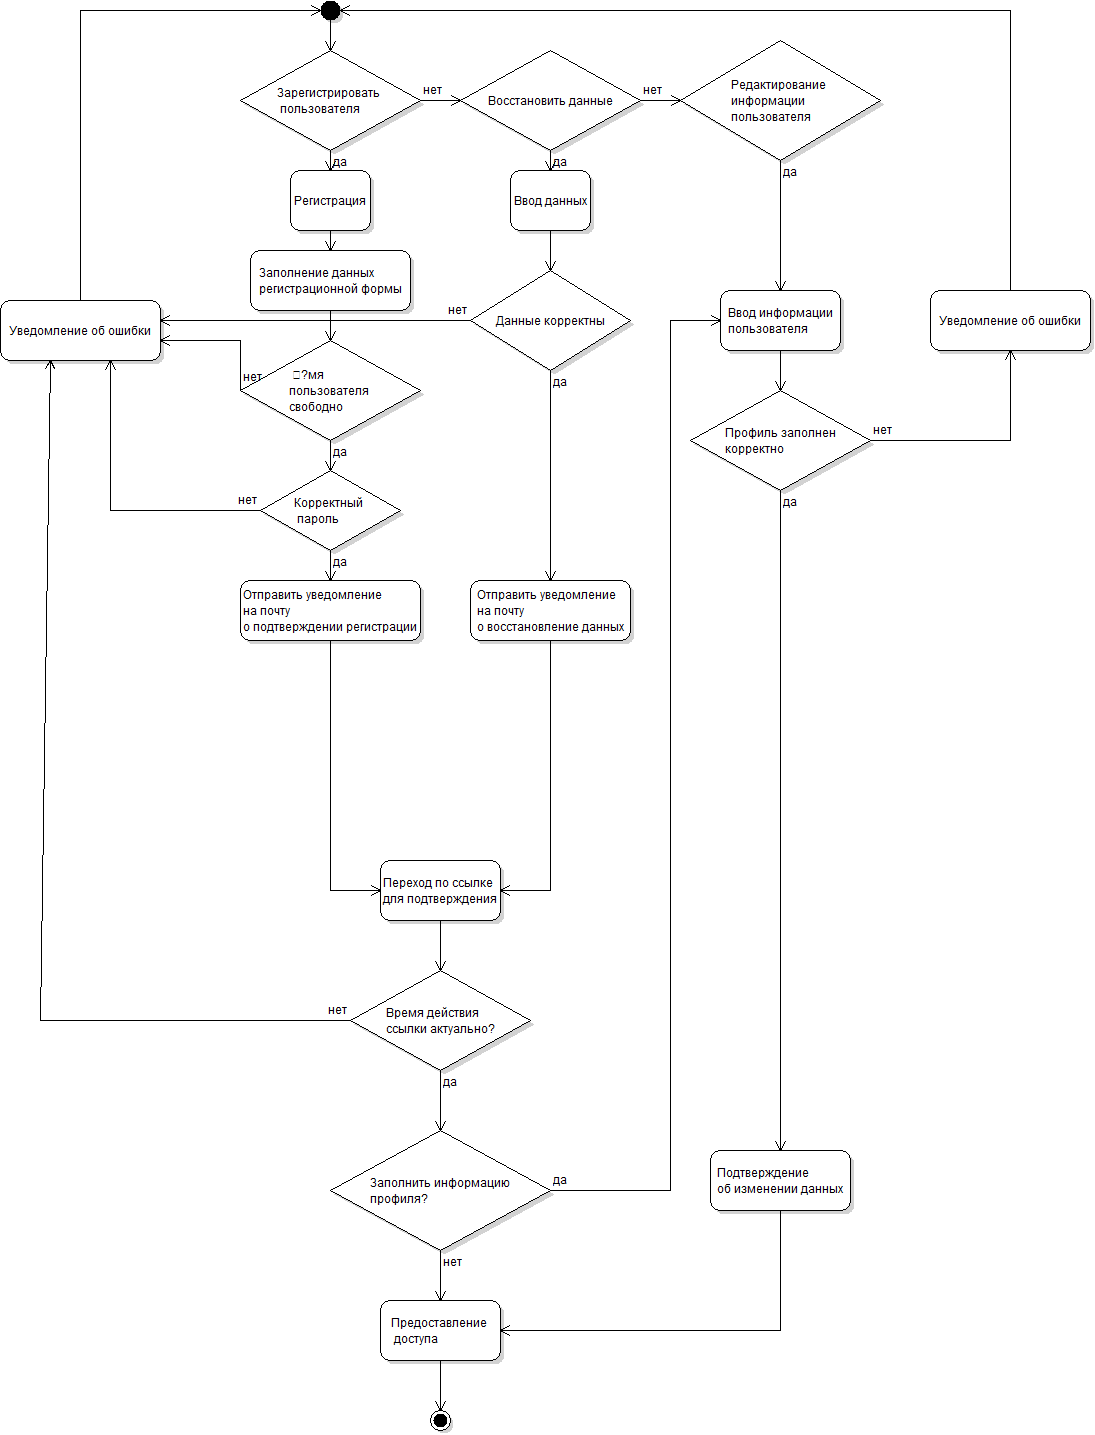 Зарегистрировать
пользователя
нет
Восстановить данные
нет
Редактирование
информации
пользователя
да
да
да
Регистрация
Ввод данных
Заполнение данных
регистрационной формы
Уведомление об ошибки
нет
Данные корректны
Ввод информации
пользователя
Уведомление об ошибки
нет
?мя
пользователя
свободно
да
да
Профиль заполнен
корректно
нет
да
нет
Корректный
пароль
да
Отправить уведомление
на почту
о подтверждении регистрации
Отправить уведомление
на почту
о восстановление данных
Переход по ссылке
для подтверждения
нет
Время действия
ссылки актуально?
да
Заполнить информацию
профиля?
да
Подтверждение
об изменении данных
нет
Предоставление
доступа